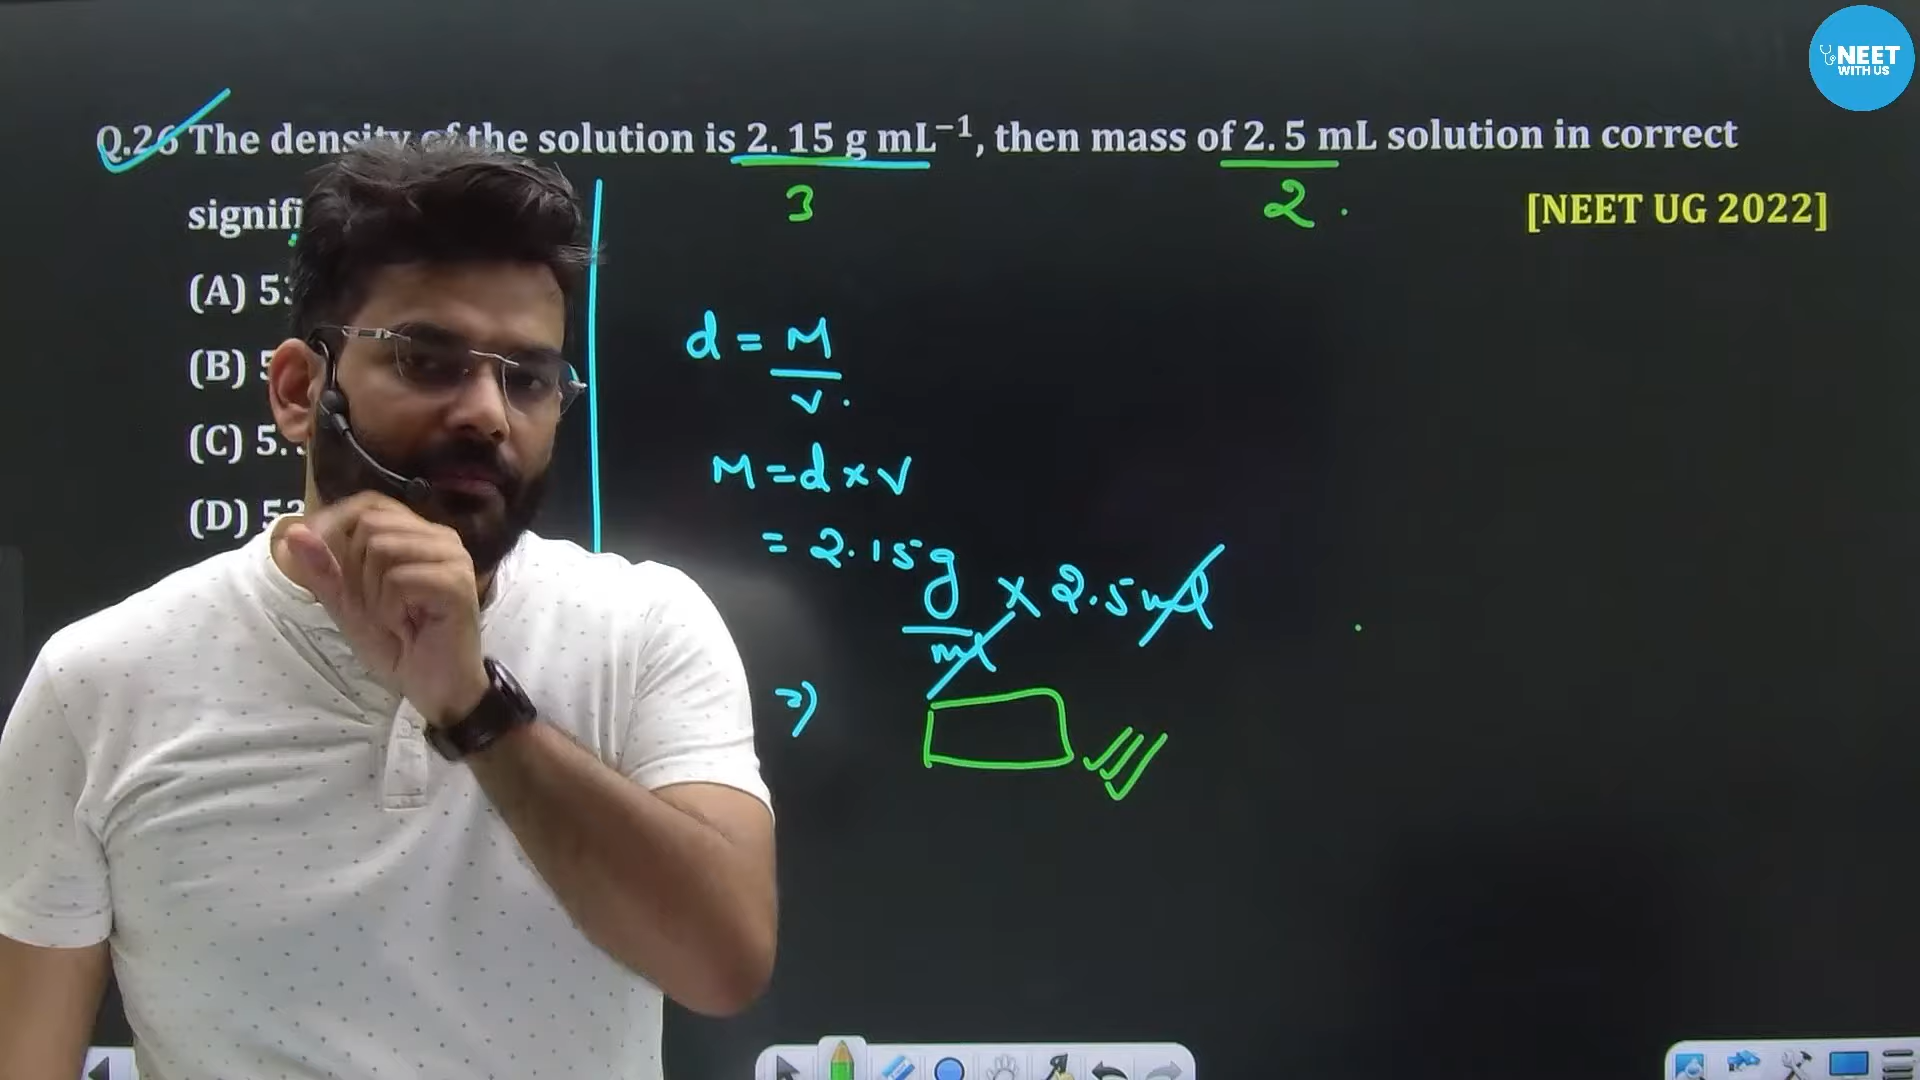 NEET
WITH US
Q.26 The density of the solution is 2.15 g mL⁻¹, then mass of 2.5 mL solution in correct
3
2.
[NEET UG 2022]
(A)
(B)
(C)
(D)
d = M
v.
M = d × v
= 2.15 g
ml
× 2.5 ml